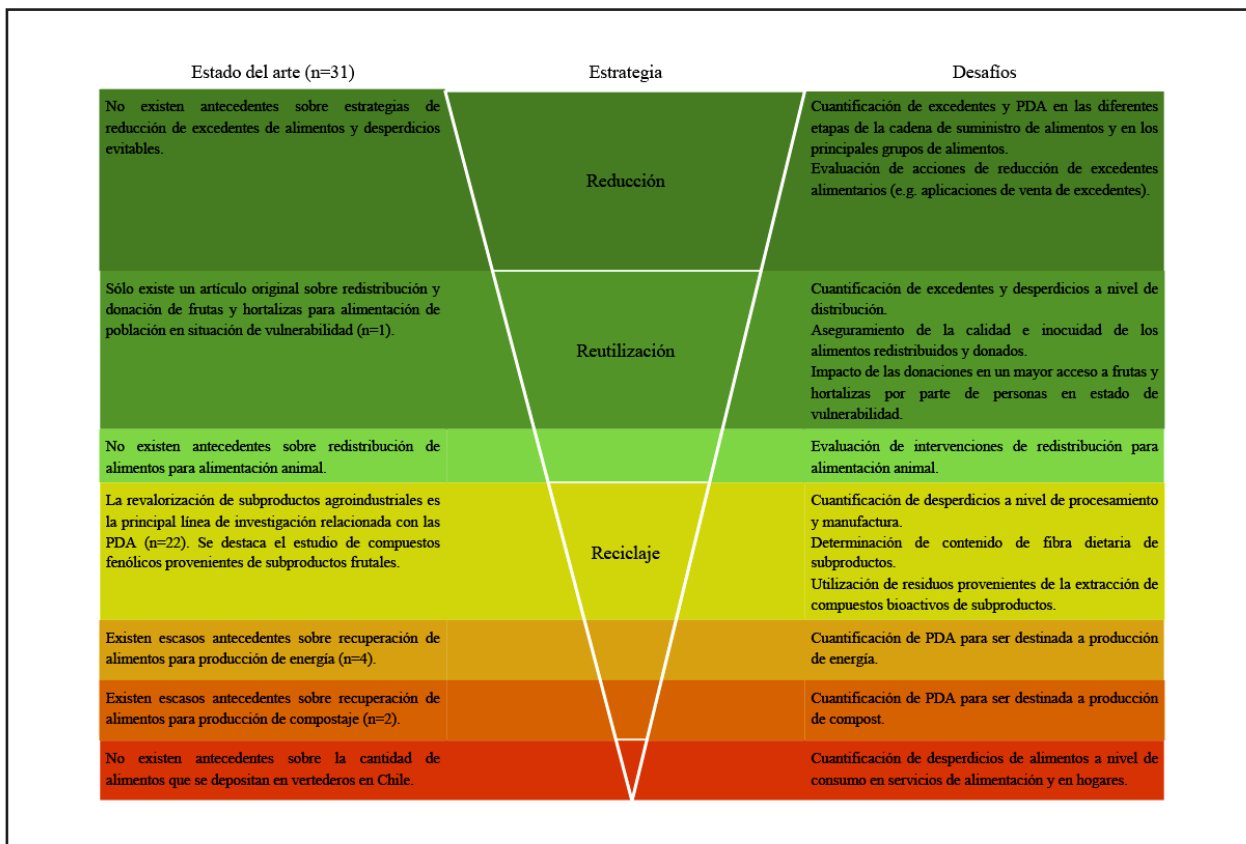 Estado del arte (n=31)
Estrategia
Desafíos
No existen antecedentes sobre estrategias de
reducción de excedentes de alimentos y desperdicios
evitables.
Reducción
Cuantificación de excedentes y PDA en las diferentes
etapas de la cadena de suministro de alimentos y en los
principales grupos de alimentos.
Evaluación de acciones de reducción de excedentes
alimentarios (e.g. aplicaciones de venta de excedentes).
Sólo existe un artículo original sobre redistribución y
donación de frutas y hortalizas para alimentación de
población en situación de vulnerabilidad (n=1).
Reutilización
Cuantificación de excedentes y desperdicios a nivel de
distribución.
Aseguramiento de la calidad e inocuidad de los
alimentos redistribuidos y donados.
Impacto de las donaciones en un mayor acceso a frutas y
hortalizas por parte de personas en estado de
vulnerabilidad.
No existen antecedentes sobre redistribución de
alimentos para alimentación animal.
Evaluación de intervenciones de redistribución para
alimentación animal.
La revalorización de subproductos agroindustriales es
la principal línea de investigación relacionada con las
PDA (n=22). Se destaca el estudio de compuestos
fenólicos provenientes de subproductos frutales.
Reciclaje
Cuantificación de desperdicios a nivel de procesamiento
y manufactura.
Determinación de contenido de fibra dietaria de
subproductos.
Utilización de residuos provenientes de la extracción de
compuestos bioactivos de subproductos.
Existen escasos antecedentes sobre recuperación de
alimentos para producción de energía (n=4).
Cuantificación de PDA para ser destinada a producción
de energía.
Existen escasos antecedentes sobre recuperación de
alimentos para producción de compostaje (n=2).
Cuantificación de PDA para ser destinada a producción
de compost.
No existen antecedentes sobre la cantidad de
alimentos que se depositan en vertederos en Chile.
Cuantificación de desperdicios de alimentos a nivel de
consumo en servicios de alimentación y en hogares.